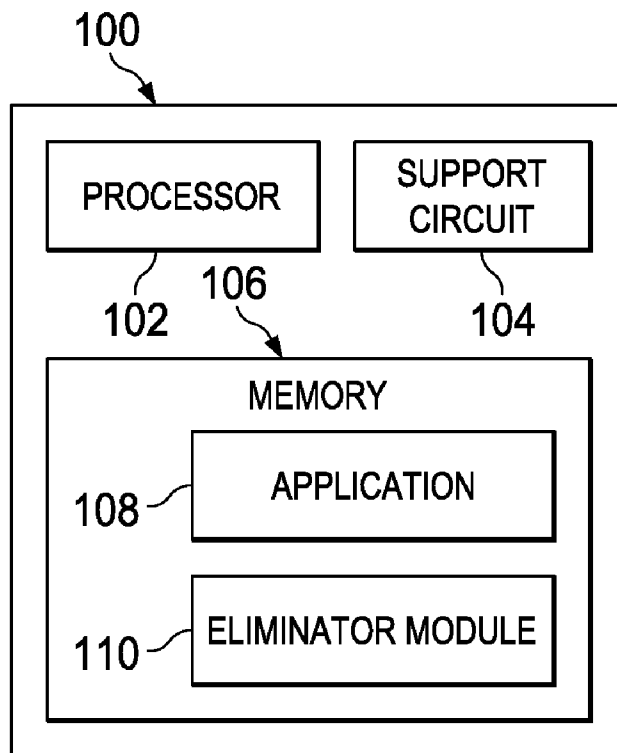 100
PROCESSOR
SUPPORT
CIRCUIT
102
106
104
MEMORY
APPLICATION
108
ELIMINATOR MODULE
110